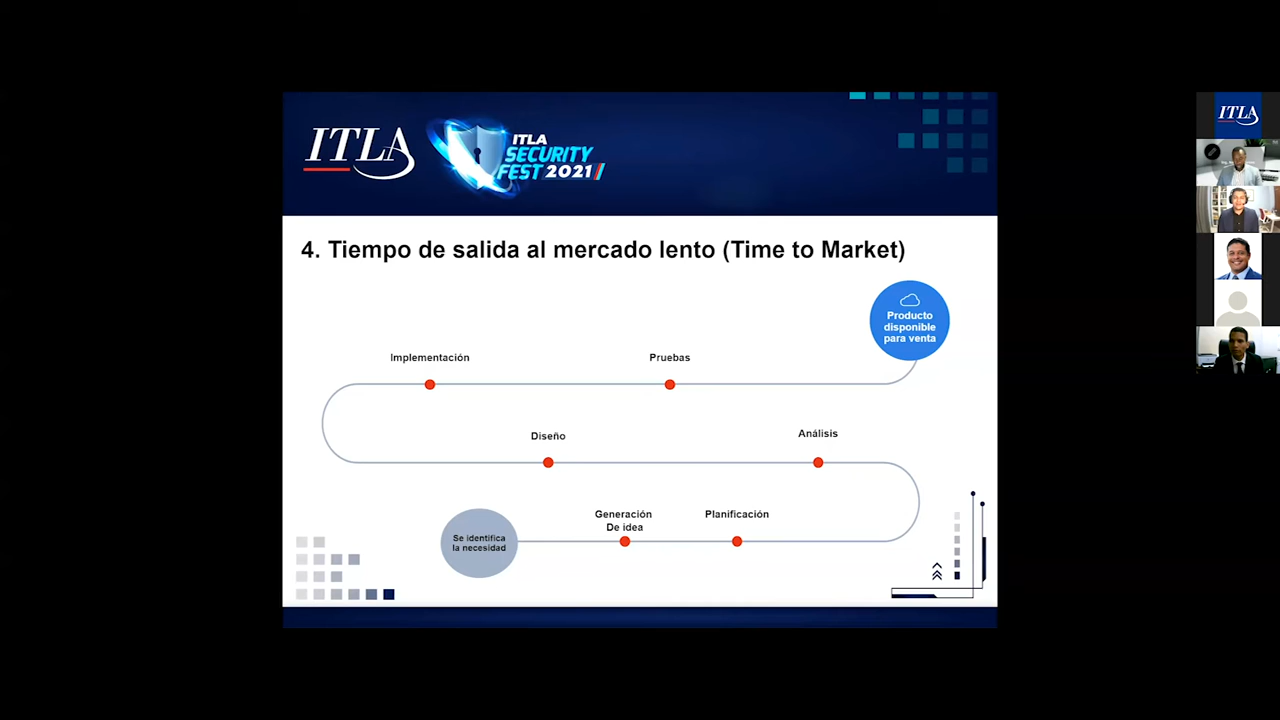 ITLA
ITLA
SECURITY
FEST 2021
4. Tiempo de salida al mercado lento (Time to Market)
Producto
disponible
para venta
Implementación
Pruebas
Diseño
Análisis
Generación
De idea
Planificación
Se identifica
la necesidad
ITLA